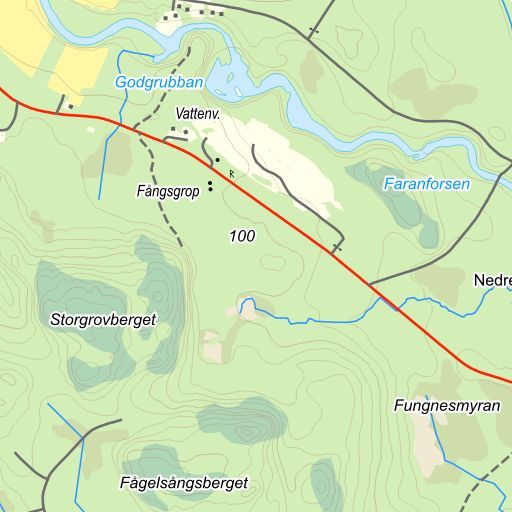 Godgrubban
Vattenv.
Faranforsen
Fångsgrop
R
100
Nedre
Storgrovberget
Fungnesmyran
Fågelsångsberget